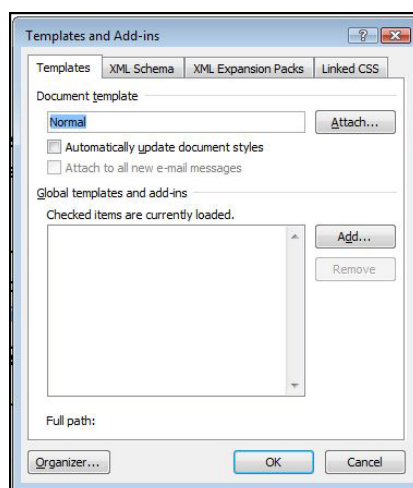 Templates and Add-ins
Templates XML Schema XML Expansion Packs Linked CSS
Document template
Normal Attach...
Automatically update document styles
Attach to all new e-mail messages
Global templates and add-ins
Checked items are currently loaded.
Add...
Remove
Full path:
Organizer... OK Cancel